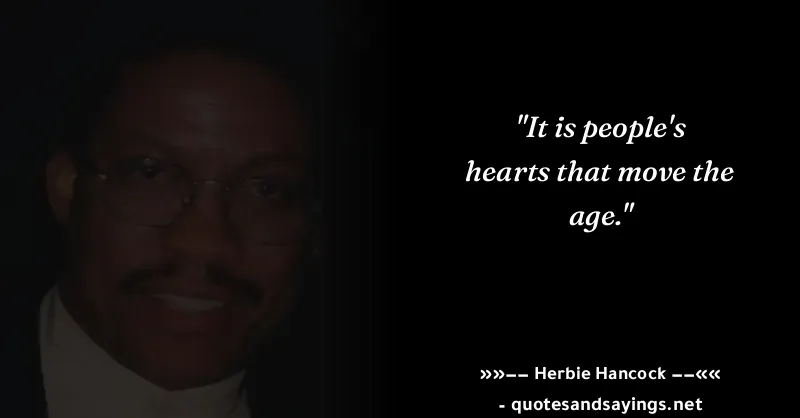 "It is people's
hearts that move the
age."
»»–– Herbie Hancock ––««
- quotesandsayings.net